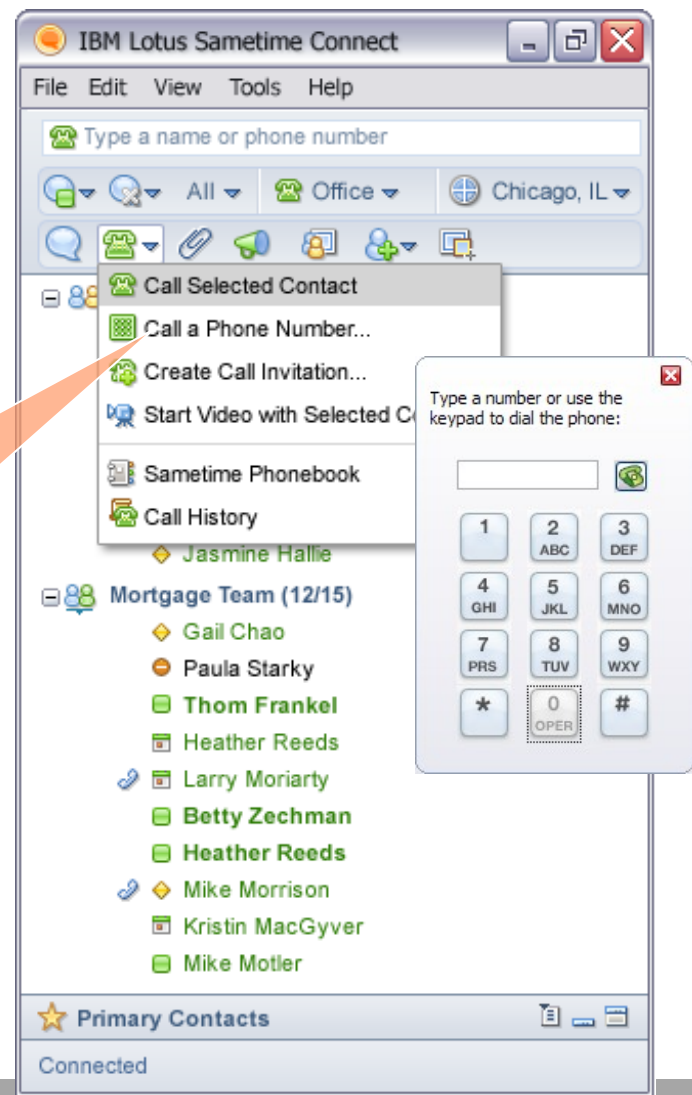 IBM Lotus Sametime Connect
File Edit View Tools Help
Type a name or phone number
All Office Chicago, IL
Call Selected Contact
Call a Phone Number...
Create Call Invitation...
Start Video with Selected
Sametime Phonebook
Call History
Type a number or use the
keypad to dial the phone:
1 2 3
ABC DEF
4 5 6
GHI JKL MNO
7 8 9
PRS TUV WXY
* 0 #
OPER
Jasmine Hallie
Mortgage Team (12/15)
Gail Chao
Paula Starky
Thom Frankel
Heather Reeds
Larry Moriarty
Betty Zechman
Heather Reeds
Mike Morrison
Kristin MacGyver
Mike Motler
Primary Contacts
Connected